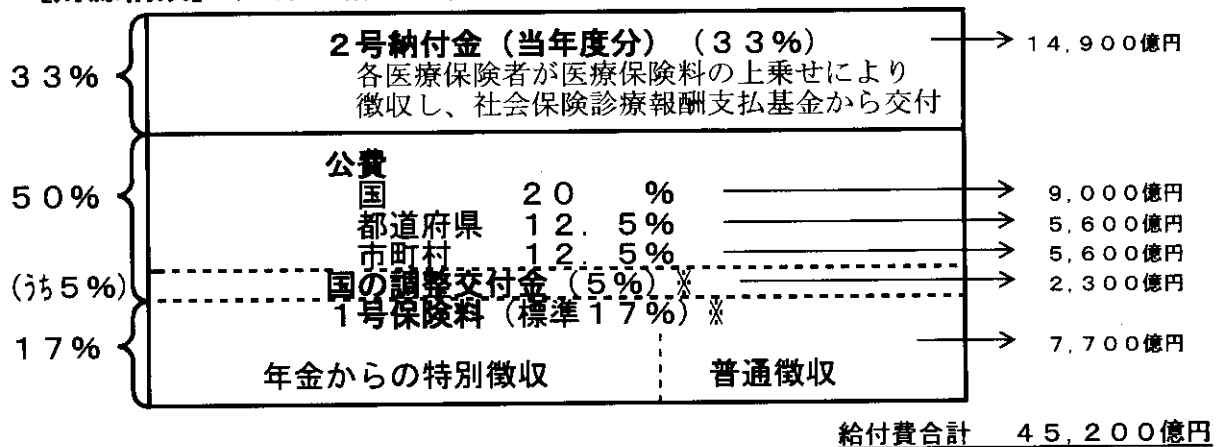 33%
2号納付金(当年度分)(33%) 14,900億円
各医療保険者が医療保険料の上乗せにより
徴収し、社会保険診療報酬支払基金から交付
50%
公費
国 20 % 9,000億円
都道府県 12.5% 5,600億円
市町村 12.5% 5,600億円
(うち5%)
国の調整交付金(5%)※ 2,300億円
17%
1号保険料(標準17%)※ 7,700億円
年金からの特別徴収 普通徴収
給付費合計 45,200億円